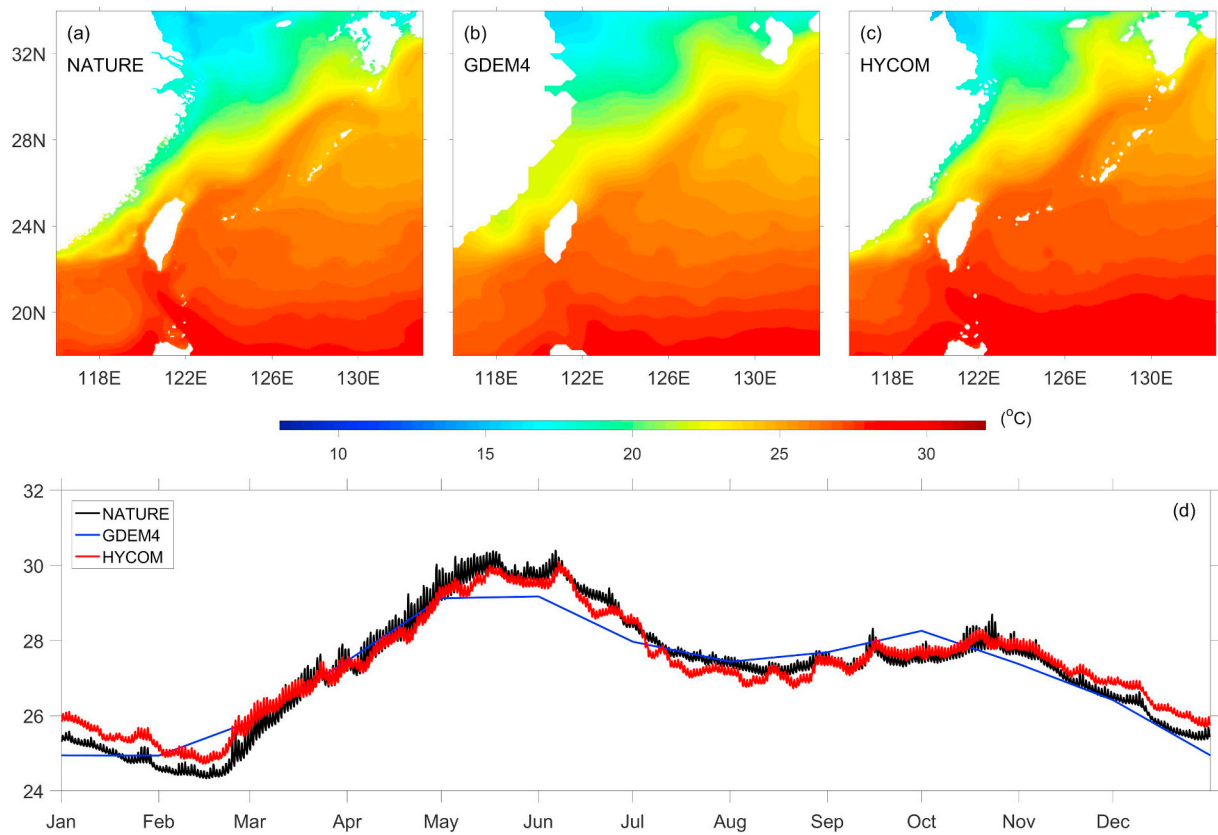 (a)
NATURE
(b)
GDEM4
(c)
HYCOM
32N
28N
24N
20N
118E 122E 126E 130E
118E 122E 126E 130E
118E 122E 126E 130E
10 15 20 25 30
(°C)
32
30
28
26
24
NATURE
GDEM4
HYCOM
(d)
Jan Feb Mar Apr May Jun Jul Aug Sep Oct Nov Dec